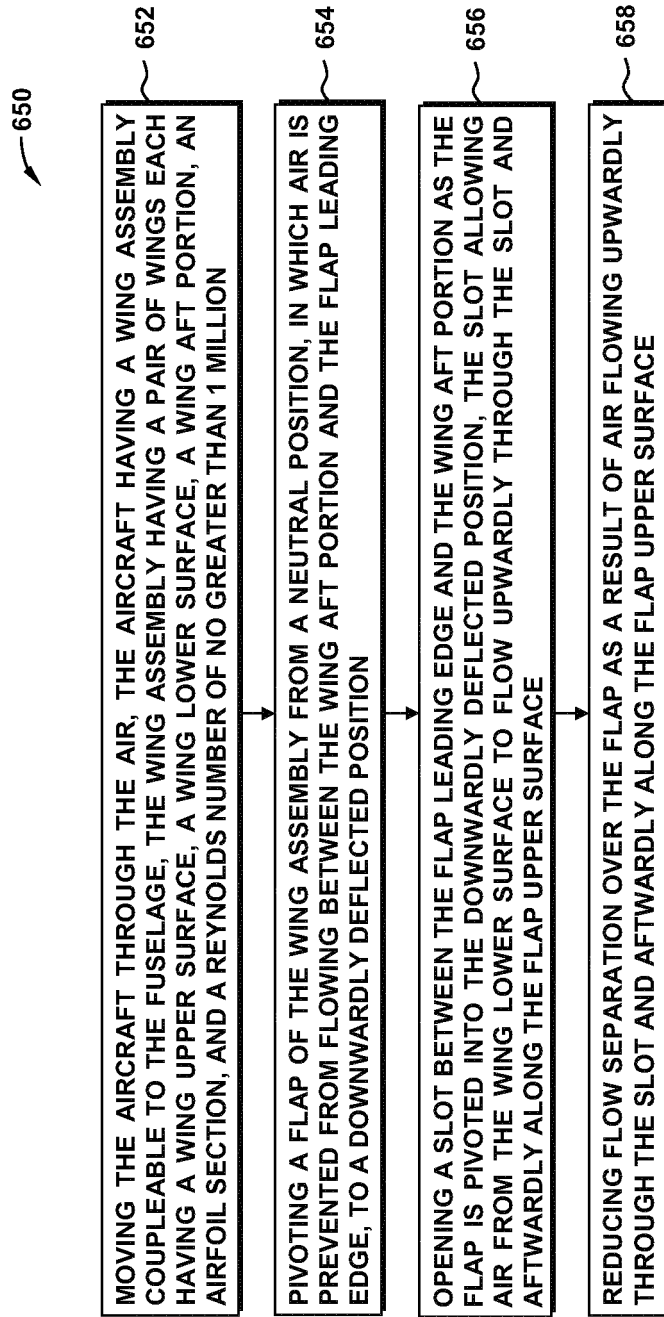 650
MOVING THE AIRCRAFT THROUGH THE AIR, THE AIRCRAFT HAVING A WING ASSEMBLY
COUPLEABLE TO THE FUSELAGE, THE WING ASSEMBLY HAVING A PAIR OF WINGS EACH
HAVING A WING UPPER SURFACE, A WING LOWER SURFACE, A WING AFT PORTION, AN
AIRFOIL SECTION, AND A REYNOLDS NUMBER OF NO GREATER THAN 1 MILLION
652
PIVOTING A FLAP OF THE WING ASSEMBLY FROM A NEUTRAL POSITION, IN WHICH AIR IS
PREVENTED FROM FLOWING BETWEEN THE WING AFT PORTION AND THE FLAP LEADING
EDGE, TO A DOWNWARDLY DEFLECTED POSITION
654
OPENING A SLOT BETWEEN THE FLAP LEADING EDGE AND THE WING AFT PORTION AS THE
FLAP IS PIVOTED INTO THE DOWNWARDLY DEFLECTED POSITION, THE SLOT ALLOWING
AIR FROM THE WING LOWER SURFACE TO FLOW UPWARDLY THROUGH THE SLOT AND
AFTWARDLY ALONG THE FLAP UPPER SURFACE
656
REDUCING FLOW SEPARATION OVER THE FLAP AS A RESULT OF AIR FLOWING UPWARDLY
THROUGH THE SLOT AND AFTWARDLY ALONG THE FLAP UPPER SURFACE
658